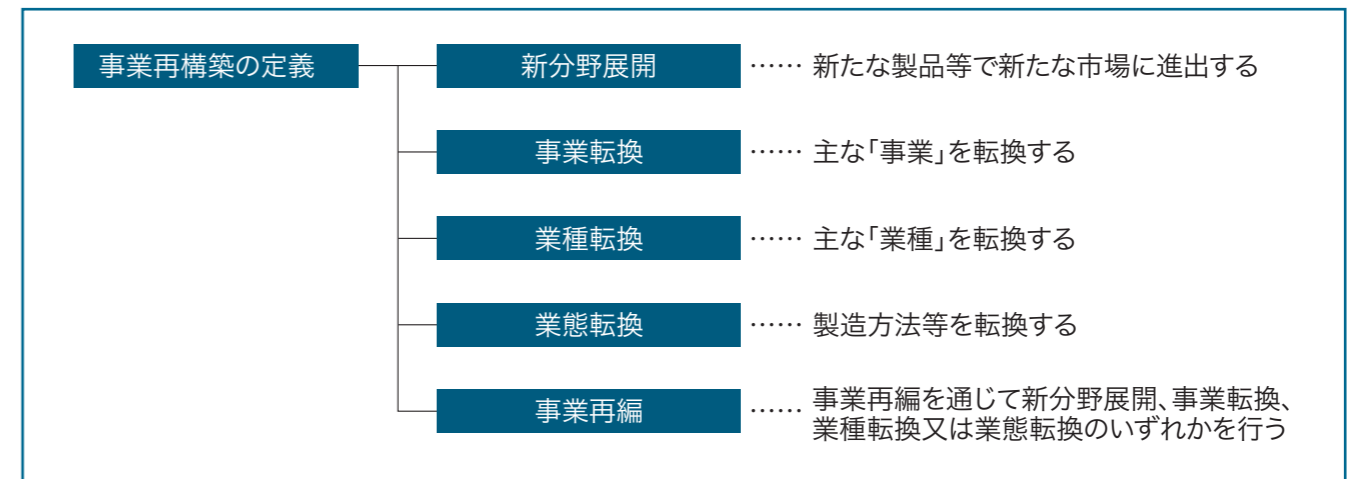 事業再構築の定義
新分野展開 …… 新たな製品等で新たな市場に進出する
事業転換 …… 主な「事業」を転換する
業種転換 …… 主な「業種」を転換する
業態転換 …… 製造方法等を転換する
事業再編 …… 事業再編を通じて新分野展開、事業転換、
業種転換又は業態転換のいずれかを行う